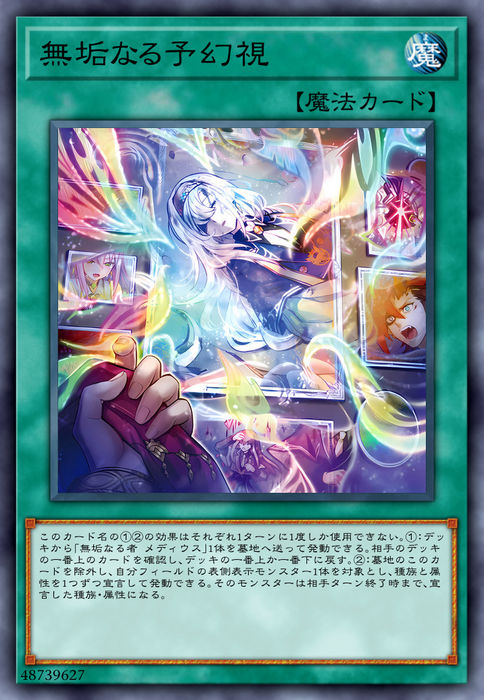 無垢なる予幻視
魔
【魔法カード】
このカード名の①②の効果はそれぞれ1ターンに1度しか使用できない。①：デッ
キから「無垢なる者 メディウス」1体を墓地へ送って発動できる。相手のデッキ
の一番上のカードを確認し、デッキの一番上か一番下に戻す。②：墓地のこのカ
ードを除外し、自分フィールドの表側表示モンスター1体を対象とし、種族と属
性を1つずつ宣言して発動できる。そのモンスターは相手ターン終了時まで、宣
言した種族・属性になる。
48739627